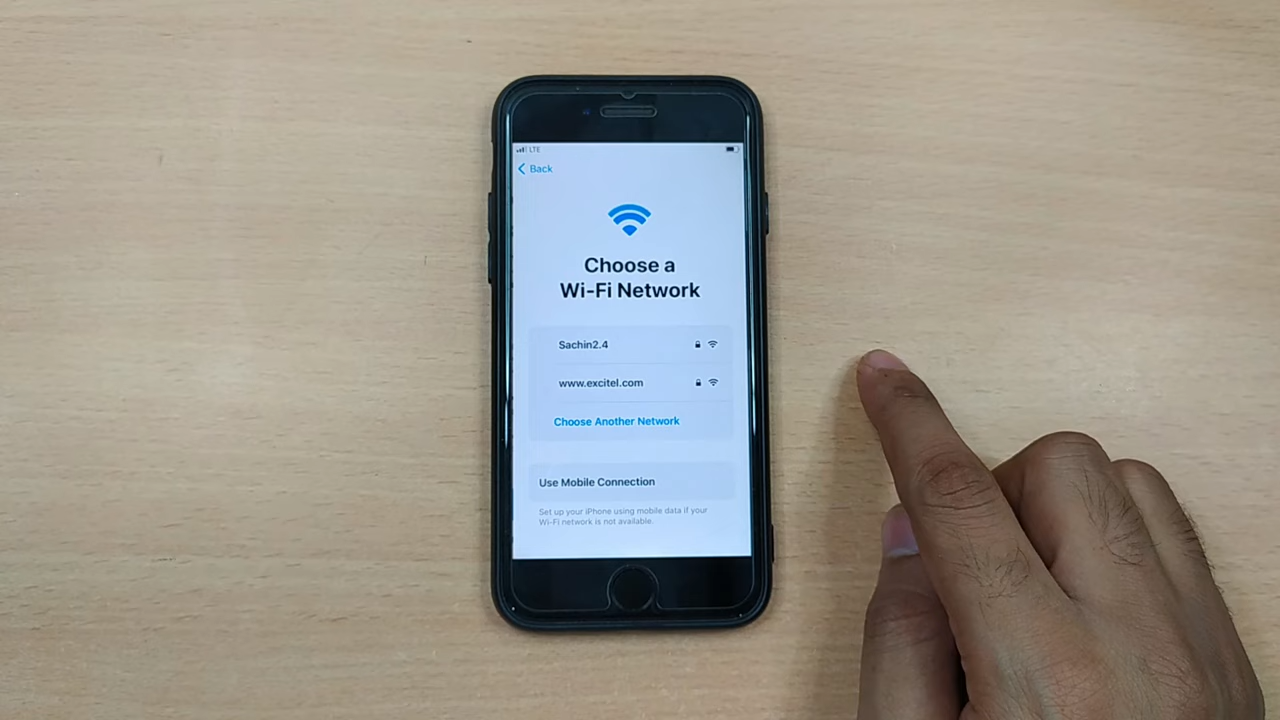 LTE
Back
Choose a
Wi-Fi Network
Sachin2.4
www.excitel.com
Choose Another Network
Use Mobile Connection
Set up your iPhone using mobile data if your
Wi-Fi network is not available.